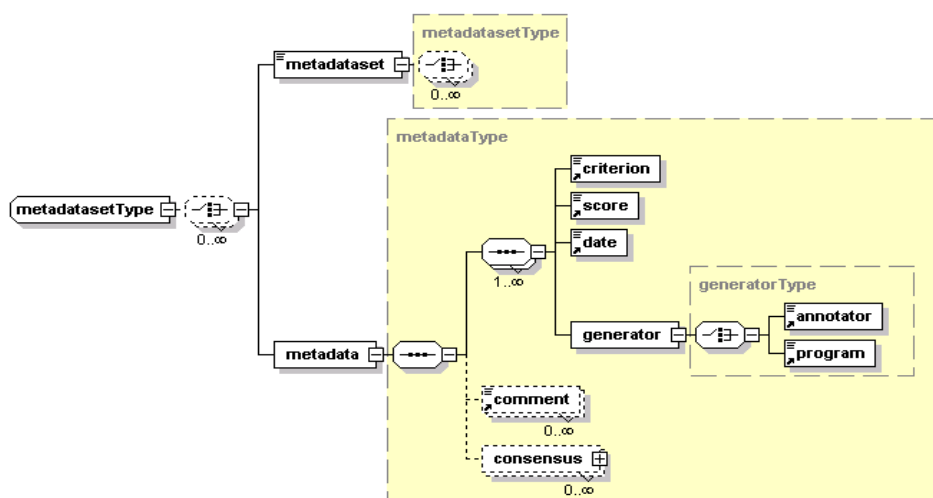 metadatasetType
metadataset
0..∞
metadataType
criterion
score
metadatasetType
0..∞
date
1..∞
generatorType
annotator
generator
program
metadata
comment
0..∞
consensus
0..∞